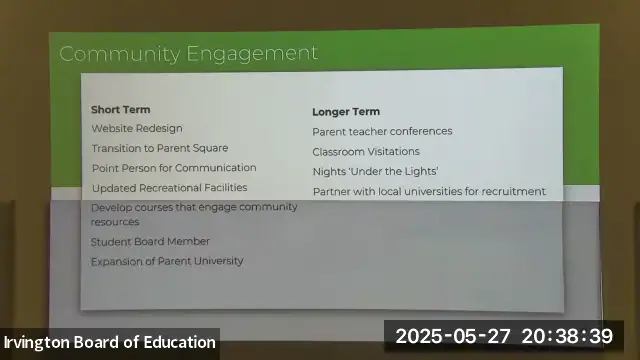 Community Engagement
Short Term
Website Redesign
Transition to Parent Square
Point Person for Communication
Updated Recreational Facilities
Develop courses that engage community
resources
Student Board Member
Expansion of Parent University
Longer Term
Parent teacher conferences
Classroom Visitations
Nights ‘Under the Lights’
Partner with local universities for recruitment
Irvington Board of Education
2025-05-27 20:38:39